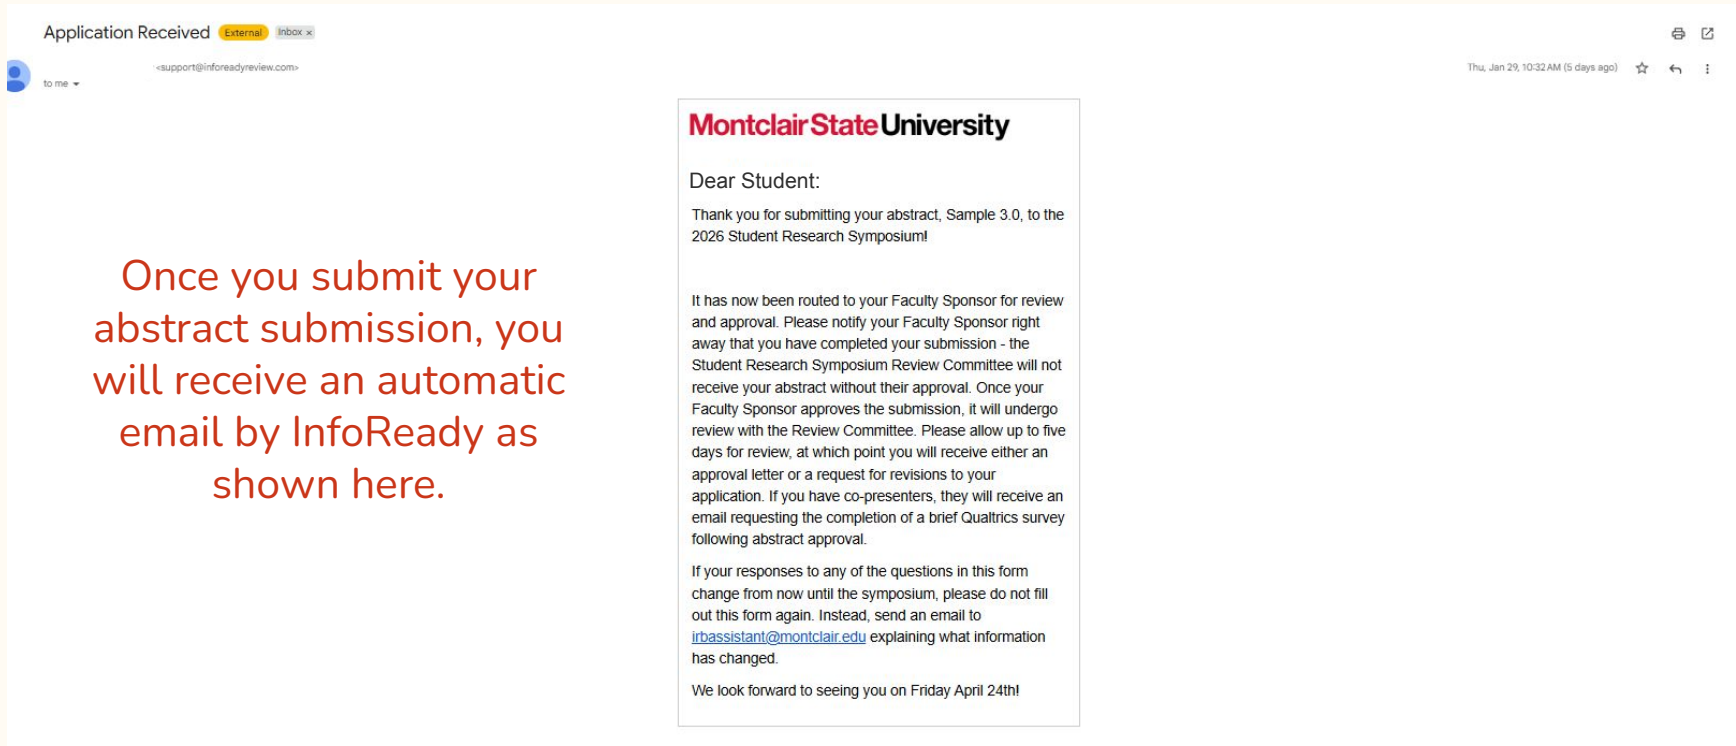 Application Received External Inbox ×
<support@inforeadyreview.com>
Thu, Jan 29, 10:32 AM (5 days ago)
to me
Once you submit your
abstract submission, you
will receive an automatic
email by InfoReady as
shown here.
Montclair State University
Dear Student:
Thank you for submitting your abstract, Sample 3.0, to the
2026 Student Research Symposium!
It has now been routed to your Faculty Sponsor for review
and approval. Please notify your Faculty Sponsor right
away that you have completed your submission - the
Student Research Symposium Review Committee will not
receive your abstract without their approval. Once your
Faculty Sponsor approves the submission, it will undergo
review with the Review Committee. Please allow up to five
days for review, at which point you will receive either an
approval letter or a request for revisions to your
application. If you have co-presenters, they will receive an
email requesting the completion of a brief Qualtrics survey
following abstract approval.
If your responses to any of the questions in this form
change from now until the symposium, please do not fill
out this form again. Instead, send an email to
irbassistant@montclair.edu explaining what information
has changed.
We look forward to seeing you on Friday April 24th!